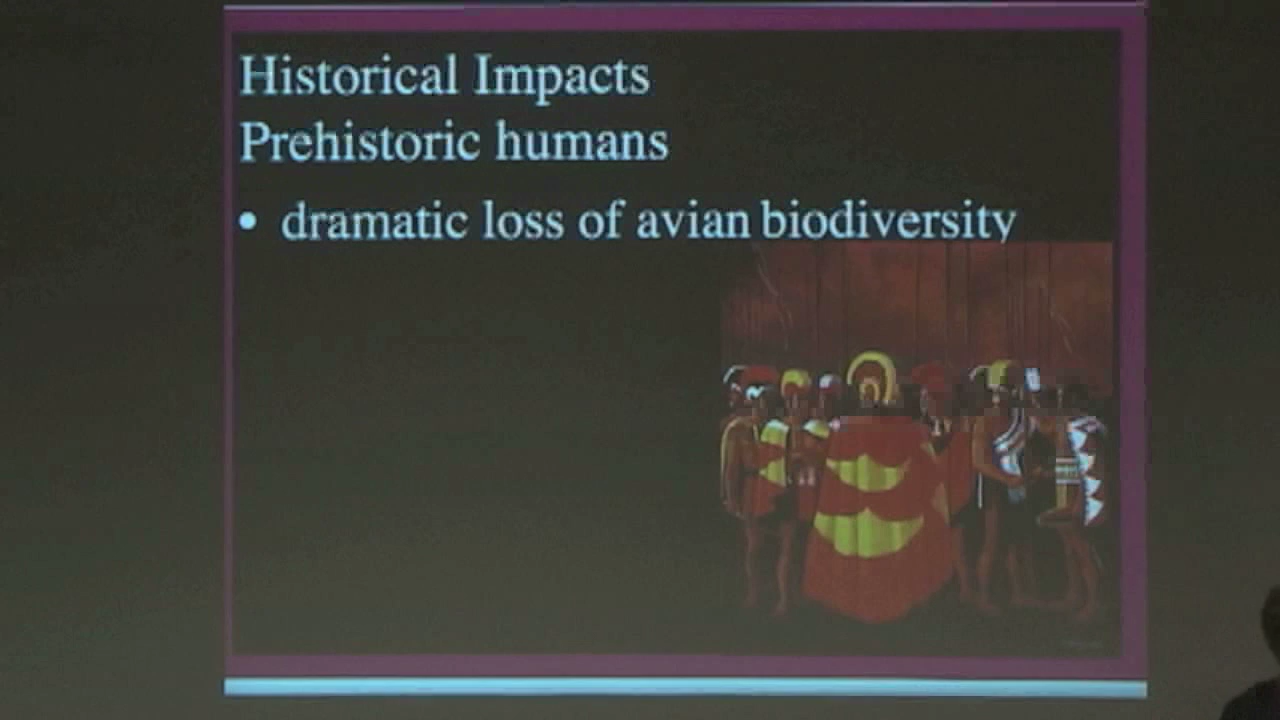 Historical Impacts
Prehistoric humans
• dramatic loss of avian biodiversity